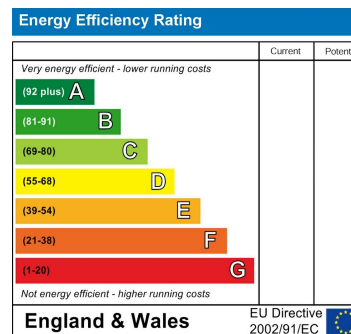 Energy Efficiency Rating
Current Potent
Very energy efficient - lower running costs
(92 plus) A
(81-91) B
(69-80) C
(55-68) D
(39-54) E
(21-38) F
(1-20) G
Not energy efficient - higher running costs
England & Wales
EU Directive
2002/91/EC